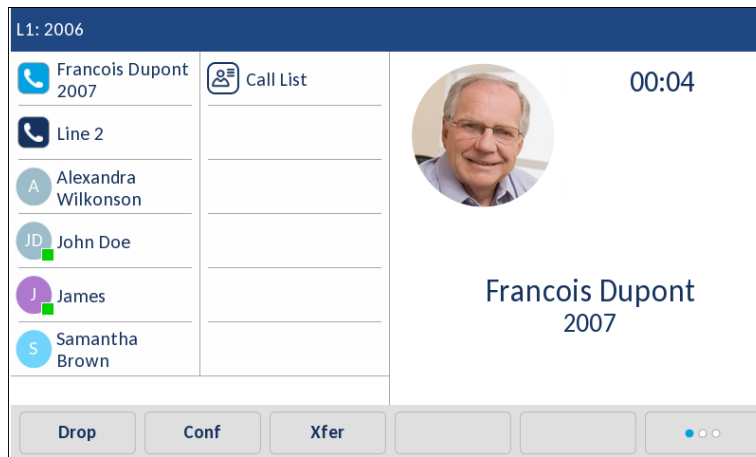 L1: 2006
Francois Dupont
2007
Line 2
A
Alexandra
Wilkonson
JD
John Doe
J
James
S
Samantha
Brown
Call List
00:04
Francois Dupont
2007
Drop
Conf
Xfer